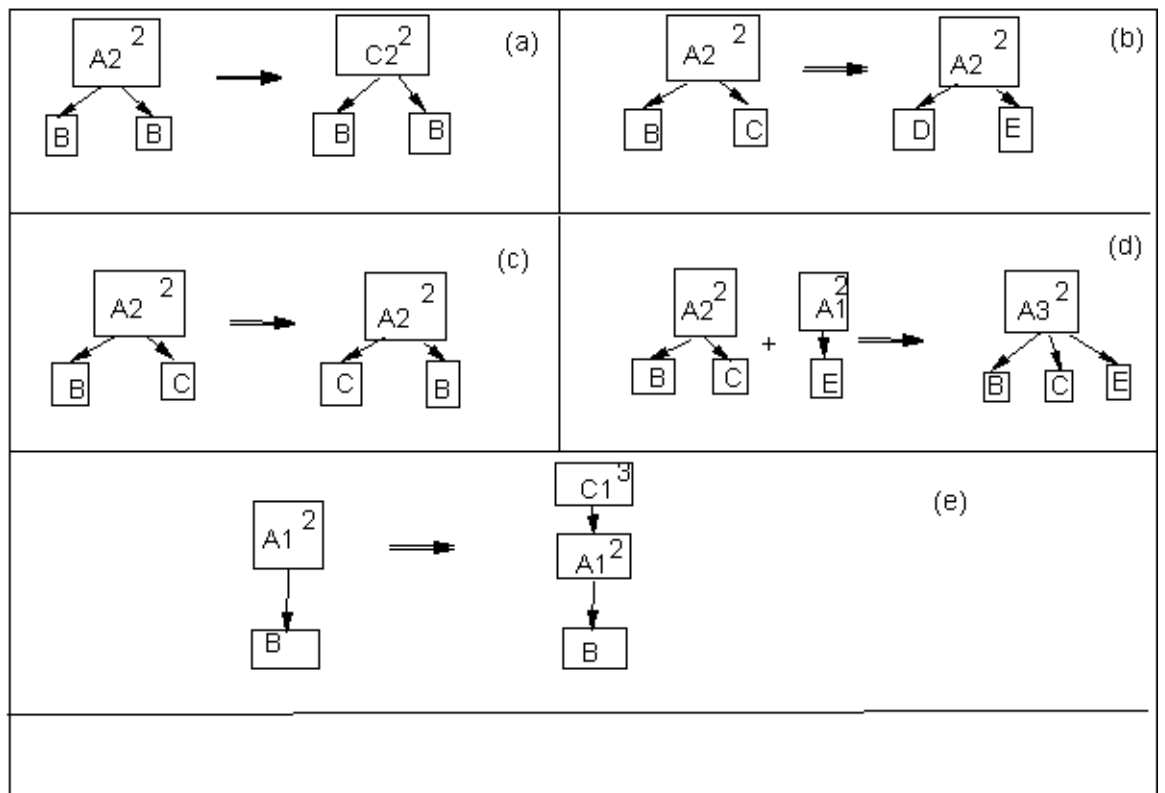 A2 2 C2 2 (a)
B B B B
A2 2 A2 2 (b)
B C D E
A2 2 A2 2 (c)
B C C B
A2 2 + A1 2 A3 2 (d)
B C E B C E
A1 2 C1 3 (e)
A1 2
B B